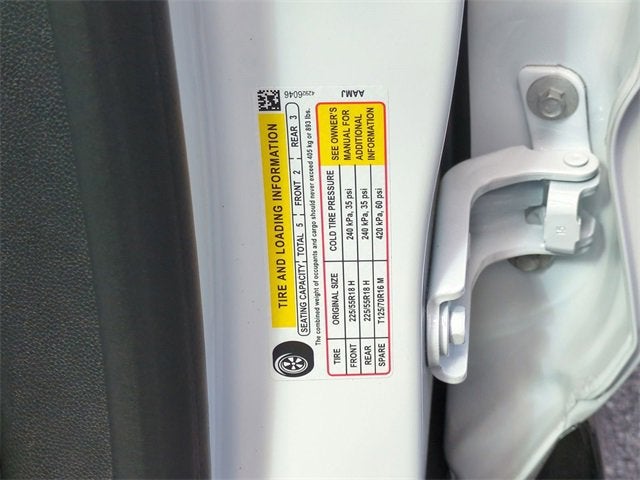 42926046 AAMJ
TIRE AND LOADING INFORMATION
SEATING CAPACITY TOTAL 5 FRONT 2 REAR 3
The combined weight of occupants and cargo should never exceed 405 kg or 893 lbs.
TIRE ORIGINAL SIZE COLD TIRE PRESSURE SEE OWNER'S MANUAL FOR ADDITIONAL INFORMATION
FRONT 225/55R18 H 240 kPa, 35 psi
REAR 225/55R18 H 240 kPa, 35 psi
SPARE T125/70R16 M 420 kPa, 60 psi